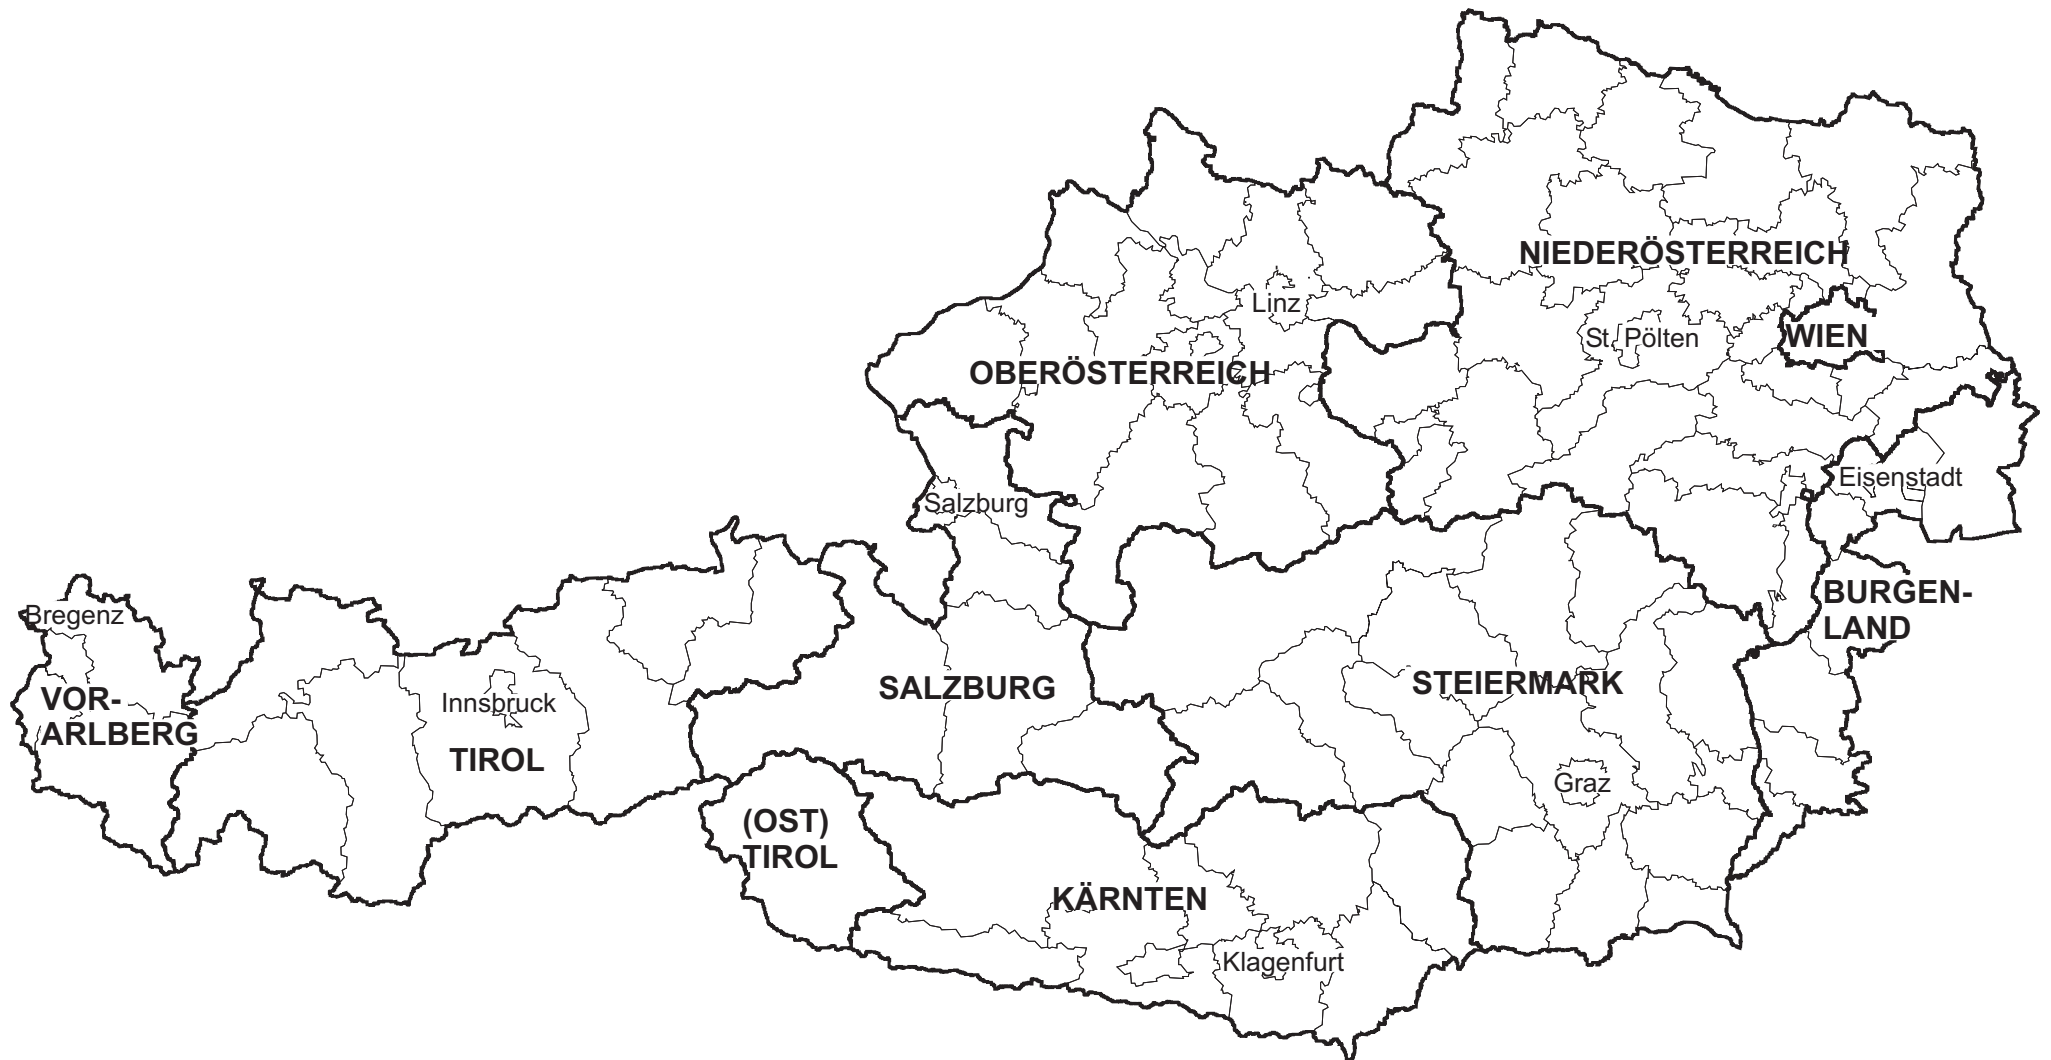 NIEDERÖSTERREICH
Linz
St. Pölten
WIEN
OBERÖSTERREICH
Eisenstadt
Salzburg
BURGEN-
LAND
Bregenz
VOR-
ARLBERG
Innsbruck
TIROL
SALZBURG
STEIERMARK
Graz
(OST)
TIROL
KÄRNTEN
Klagenfurt